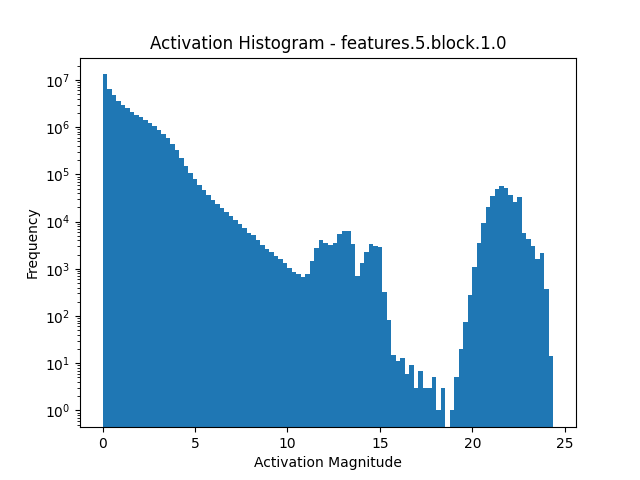 Activation Histogram - features.5.block.1.0
Frequency
10⁷
10⁶
10⁵
10⁴
10³
10²
10¹
10⁰
0 5 10 15 20 25
Activation Magnitude